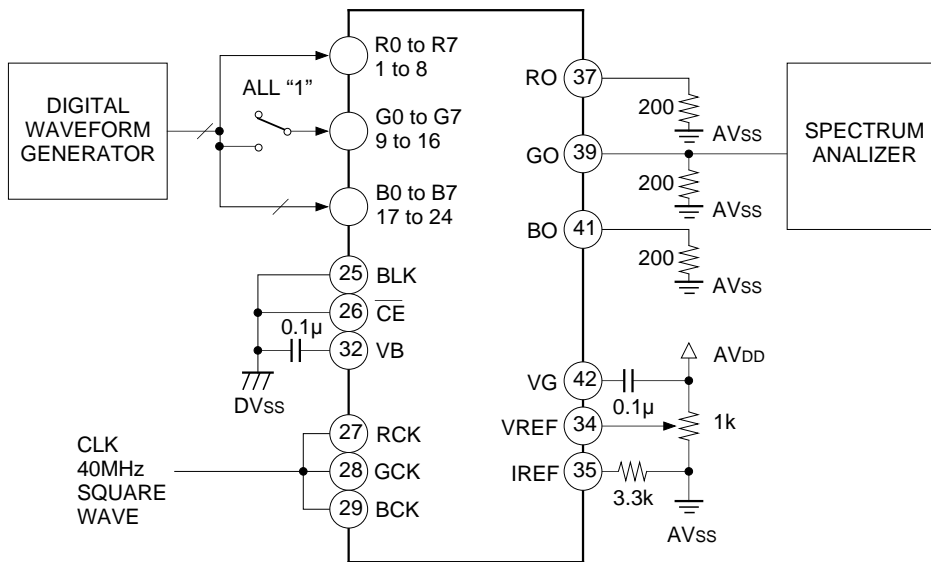 DIGITAL
WAVEFORM
GENERATOR
ALL “1”
R0 to R7
1 to 8
G0 to G7
9 to 16
B0 to B7
17 to 24
25 BLK
26 CE
0.1μ
32 VB
DVSS
CLK
40MHz
SQUARE
WAVE
27 RCK
28 GCK
29 BCK
RO 37
200
AVSS
GO 39
200
AVSS
BO 41
200
AVSS
SPECTRUM
ANALIZER
AVDD
VG 42
0.1μ
1k
VREF 34
IREF 35
3.3k
AVSS